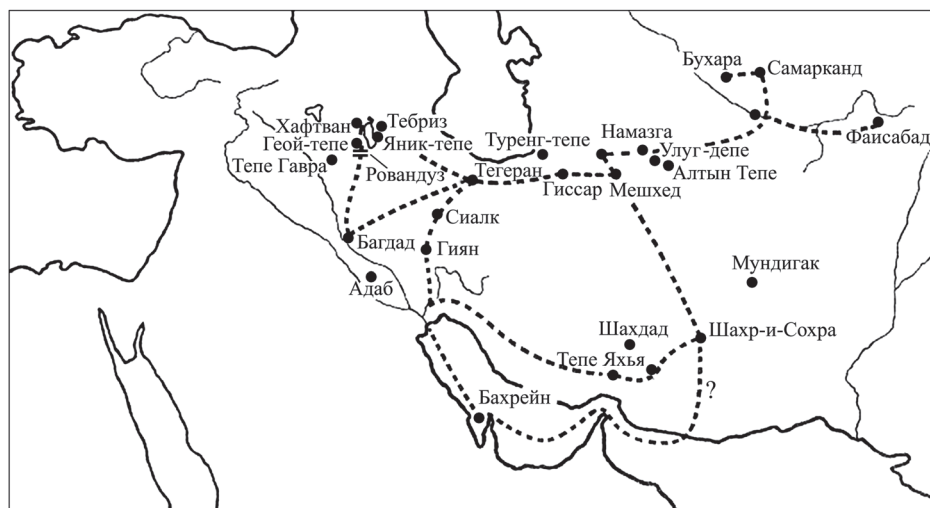 Бухара
Самарканд
Фаисабад
Хафтван
Тебриз
Геой-тепе
Яник-тепе
Тепе Гавра
Ровандуз
Туренг-тепе
Намазга
Улуг-депе
Алтын Тепе
Тегеран
Гиссар
Мешхед
Сиалк
Багдад
Гиян
Адаб
Мундигак
Шахдад
Шахр-и-Сохра
Тепе Яхья
?
Бахрейн